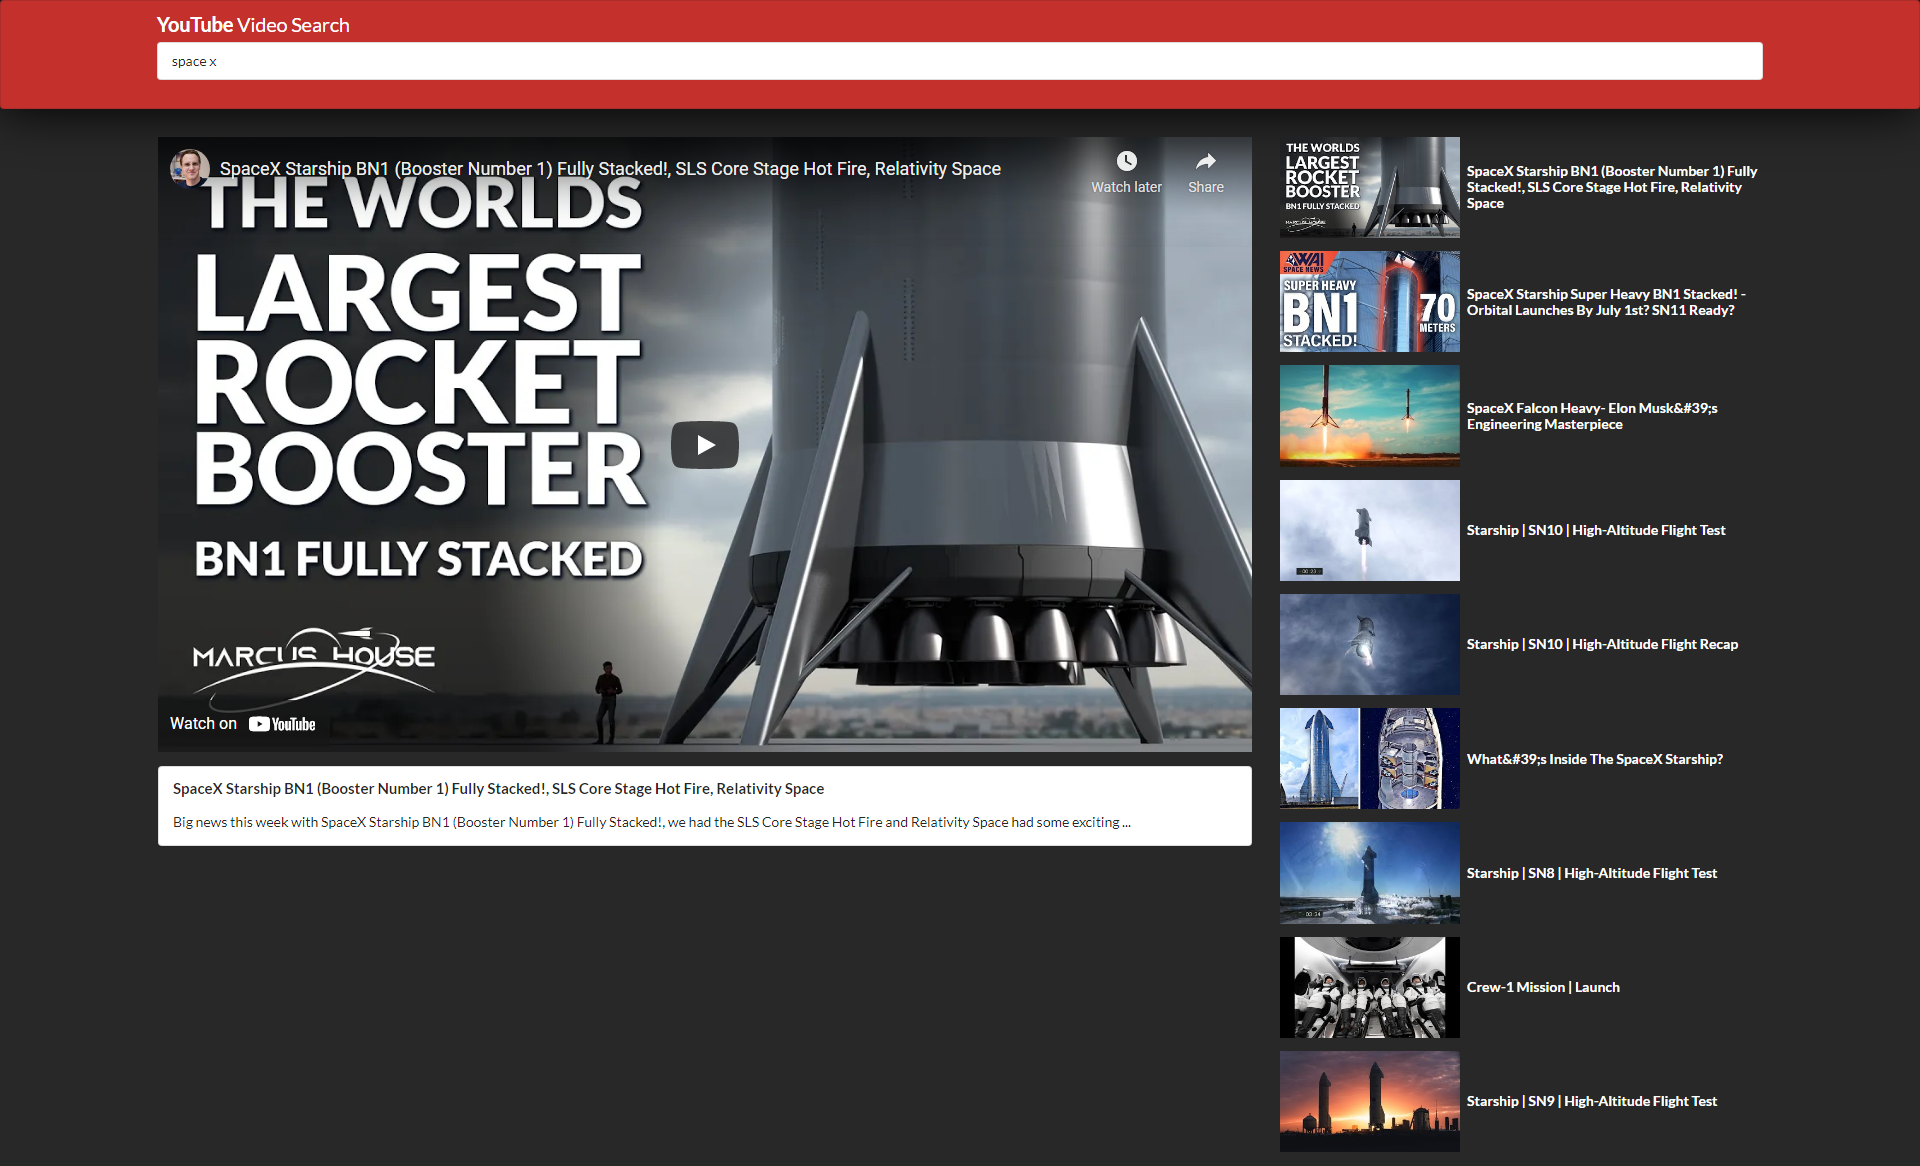 YouTube Video Search
space x
SpaceX Starship BN1 (Booster Number 1) Fully Stacked!, SLS Core Stage Hot Fire, Relativity Space
Watch later
Share
THE WORLDS
LARGEST
ROCKET
BOOSTER
BN1 FULLY STACKED
MARCUS HOUSE
Watch on YouTube
SpaceX Starship BN1 (Booster Number 1) Fully Stacked!, SLS Core Stage Hot Fire, Relativity Space
Big news this week with SpaceX Starship BN1 (Booster Number 1) Fully Stacked!, we had the SLS Core Stage Hot Fire and Relativity Space had some exciting ...
THE WORLDS
LARGEST
ROCKET
BOOSTER
BN1 FULLY STACKED
MARCUS HOUSE
SpaceX Starship BN1 (Booster Number 1) Fully
Stacked!, SLS Core Stage Hot Fire, Relativity
Space
WAI
SPACE NEWS
SUPER HEAVY
BN1
STACKED!
70
METERS
SpaceX Starship Super Heavy BN1 Stacked! -
Orbital Launches By July 1st? SN11 Ready?
SpaceX Falcon Heavy- Elon Musk&#39;s
Engineering Masterpiece
Starship | SN10 | High-Altitude Flight Test
Starship | SN10 | High-Altitude Flight Recap
What&#39;s Inside The SpaceX Starship?
Starship | SN8 | High-Altitude Flight Test
Crew-1 Mission | Launch
Starship | SN9 | High-Altitude Flight Test